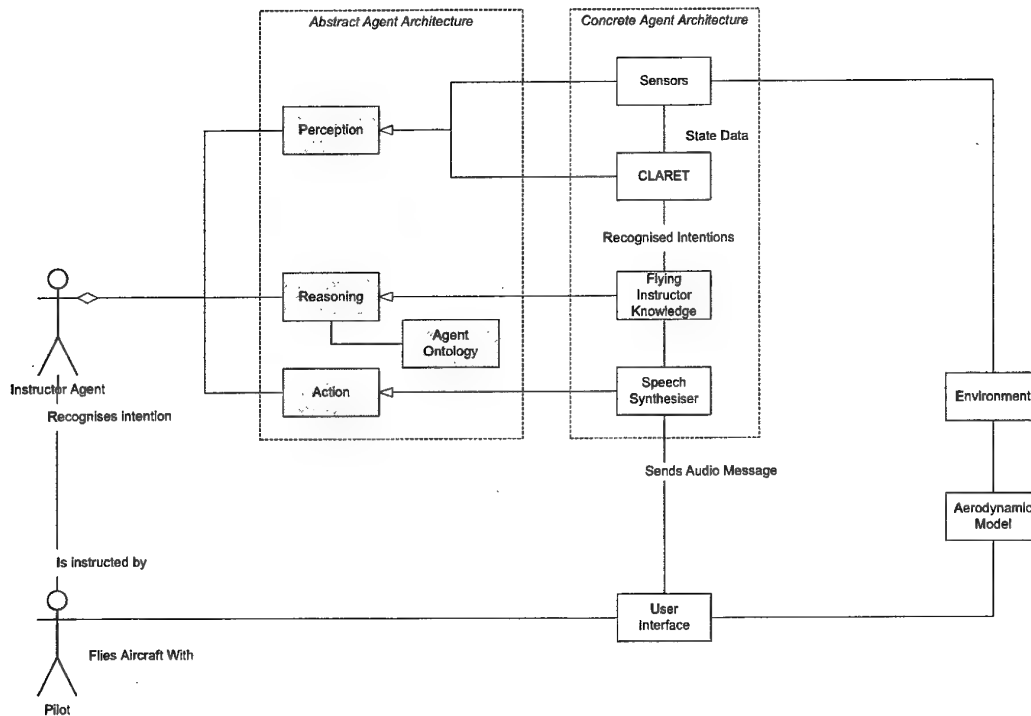 Abstract Agent Architecture
Concrete Agent Architecture
Sensors
Perception
State Data
CLARET
Recognised Intentions
Reasoning
Flying
Instructor
Knowledge
Agent
Ontology
Instructor Agent
Action
Speech
Synthesiser
Environment
Recognises intention
Sends Audio Message
Aerodynamic
Model
Is instructed by
User
Interface
Flies Aircraft With
Pilot